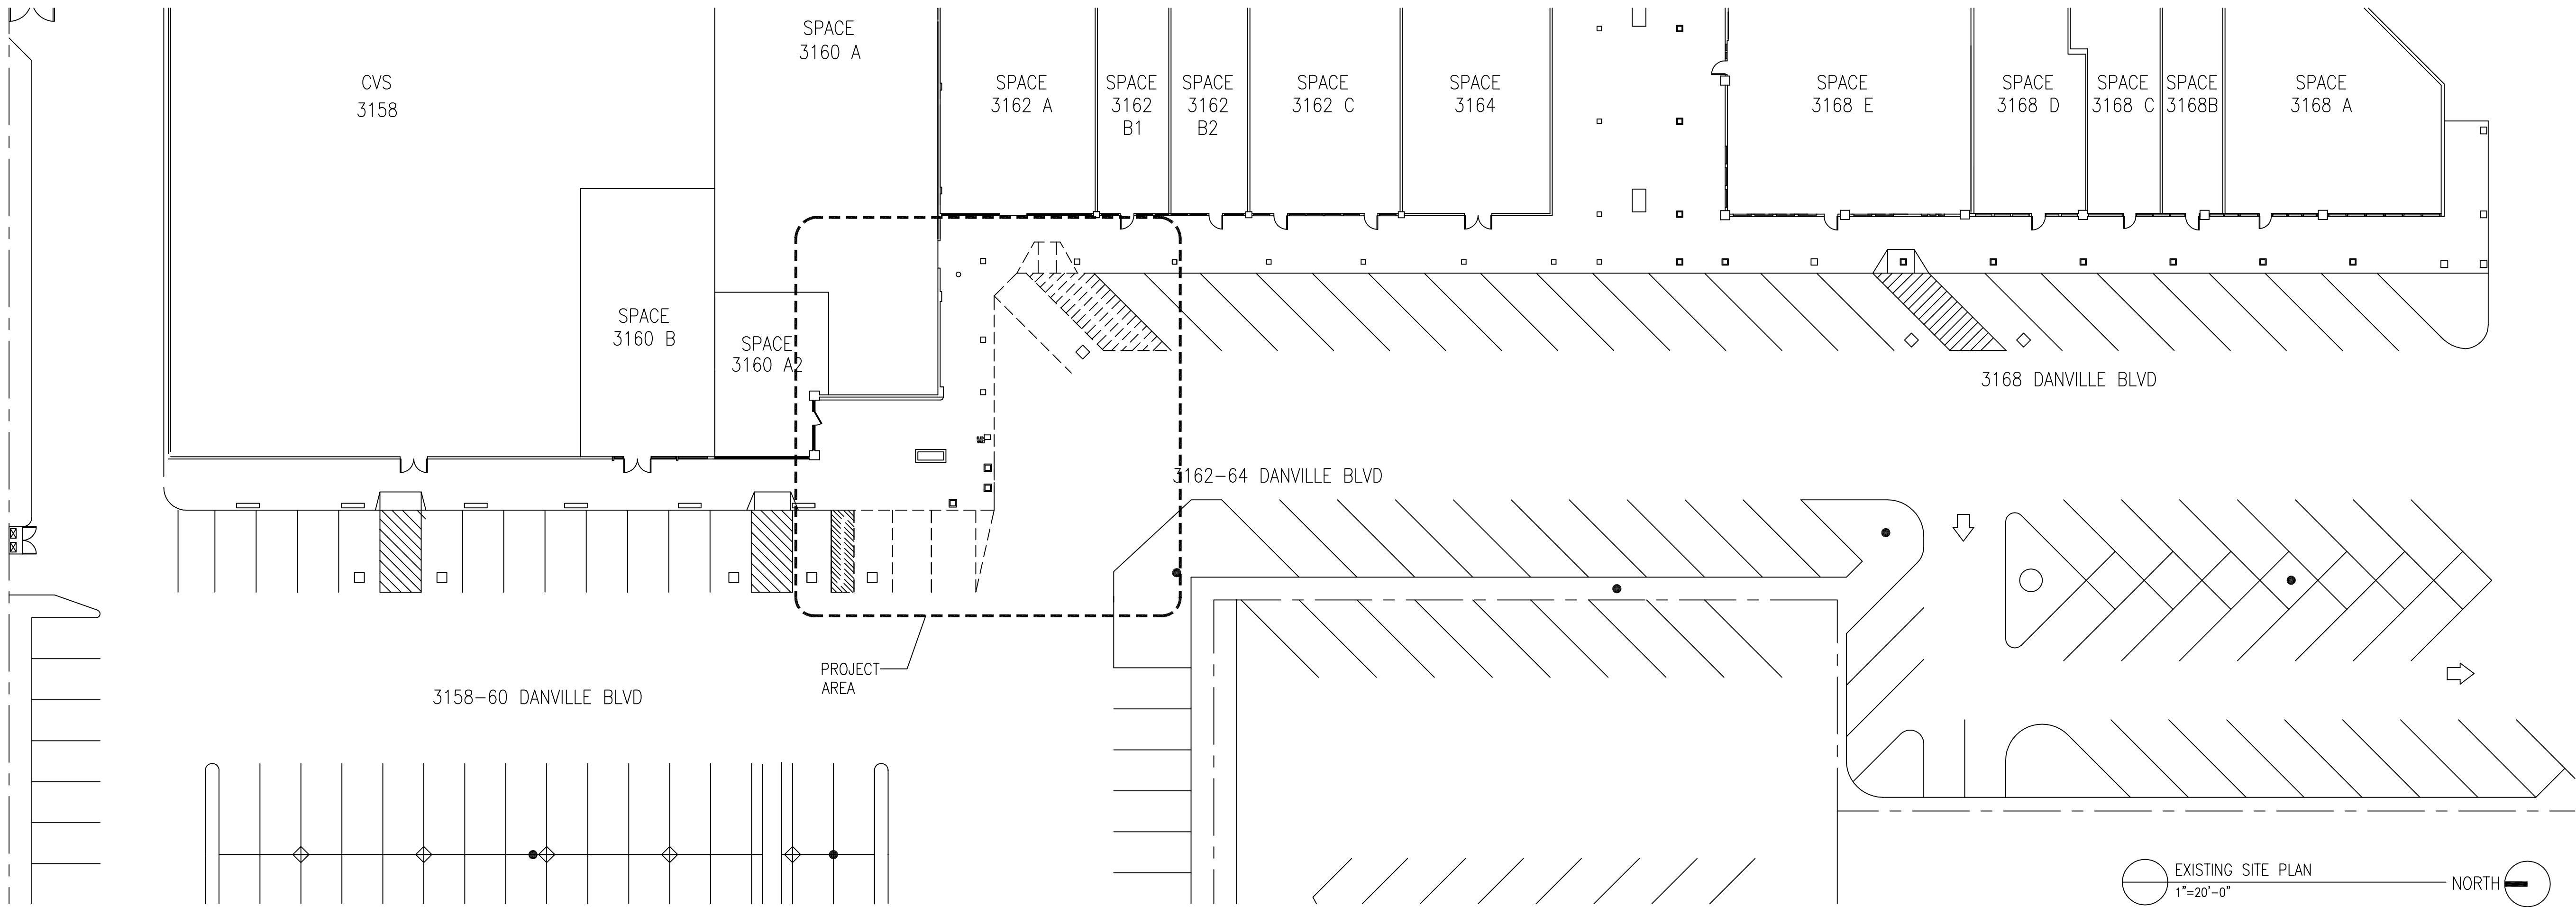 CVS
3158
SPACE
3160 A
SPACE
3162 A
SPACE
3162
B1
SPACE
3162
B2
SPACE
3162 C
SPACE
3164
SPACE
3168 E
SPACE
3168 D
SPACE
3168 C
SPACE
3168B
SPACE
3168 A
SPACE
3160 B
SPACE
3160 A2
3168 DANVILLE BLVD
3162-64 DANVILLE BLVD
PROJECT
AREA
3158-60 DANVILLE BLVD
EXISTING SITE PLAN
1"=20'-0"
NORTH